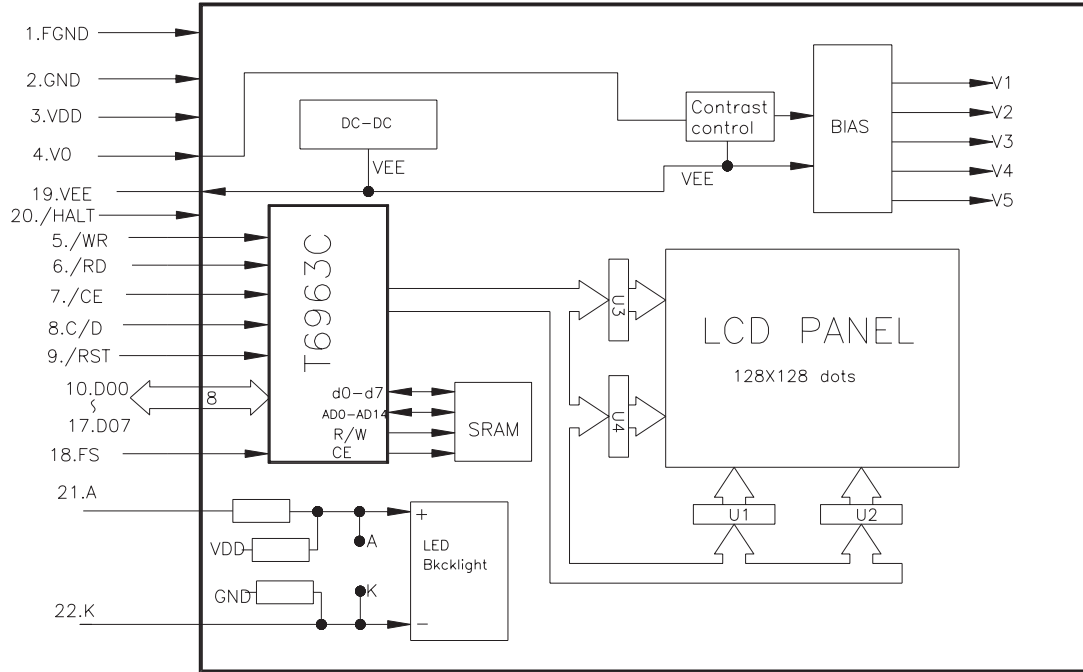 1.FGND
2.GND
3.VDD
4.V0
19.VEE
20./HALT
5./WR
6./RD
7./CE
8.C/D
9./RST
10.D00
~
17.D07
18.FS
21.A
22.K
DC-DC
VEE
Contrast
control
VEE
BIAS
V1
V2
V3
V4
V5
T6963C
8
d0-d7
AD0-AD14
R/W
CE
SRAM
U3
U4
LCD PANEL
128X128 dots
U1
U2
VDD
A
GND
K
+
LED
Bkcklight
-